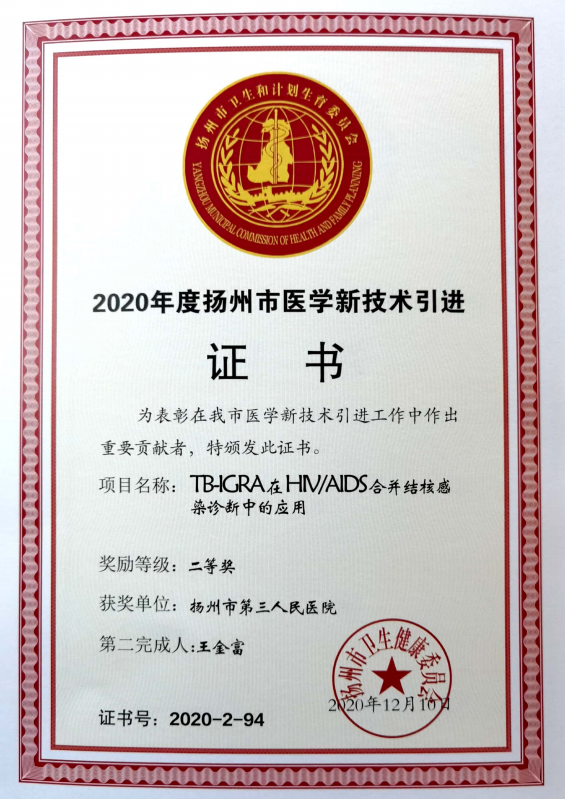 扬州市卫生和计划生育委员会
YANGZHOU MUNICIPAL COMMISSION OF HEALTH AND FAMILY PLANNING
2020年度扬州市医学新技术引进
证 书
为表彰在我市医学新技术引进工作中作出
重要贡献者，特颁发此证书。
项目名称：TB-IGRA在HIV/AIDS合并结核感
染诊断中的应用
奖励等级：二等奖
获奖单位：扬州市第三人民医院
第二完成人:王金富
扬州市卫生健康委员会
2020年12月10日
证书号：2020-2-94